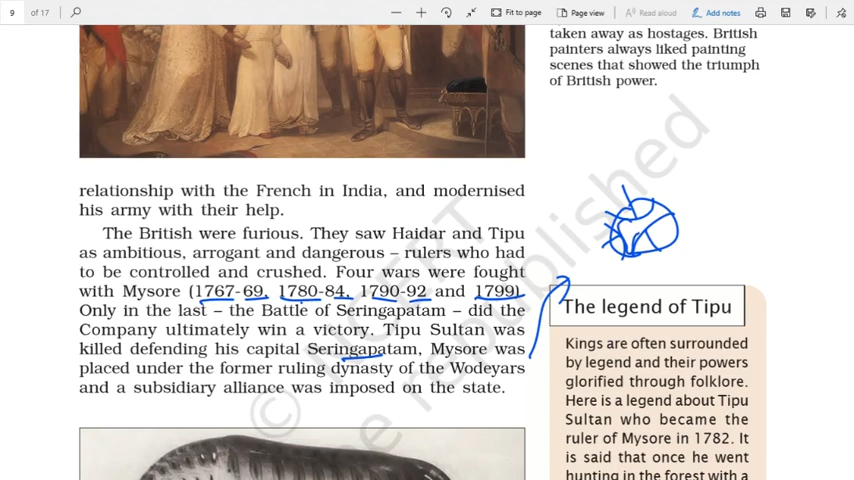 9 of 17
Fit to page
Page view
Read aloud
Add notes
taken away as hostages. British
painters always liked painting
scenes that showed the triumph
of British power.
relationship with the French in India, and modernised
his army with their help.
The British were furious. They saw Haidar and Tipu
as ambitious, arrogant and dangerous – rulers who had
to be controlled and crushed. Four wars were fought
with Mysore (1767-69, 1780-84, 1790-92 and 1799).
Only in the last – the Battle of Seringapatam – did the
Company ultimately win a victory. Tipu Sultan was
killed defending his capital Seringapatam, Mysore was
placed under the former ruling dynasty of the Wodeyars
and a subsidiary alliance was imposed on the state.
The legend of Tipu
Kings are often surrounded
by legend and their powers
glorified through folklore.
Here is a legend about Tipu
Sultan who became the
ruler of Mysore in 1782. It
is said that once he went
hunting in the forest with a
© NCERT
be republished